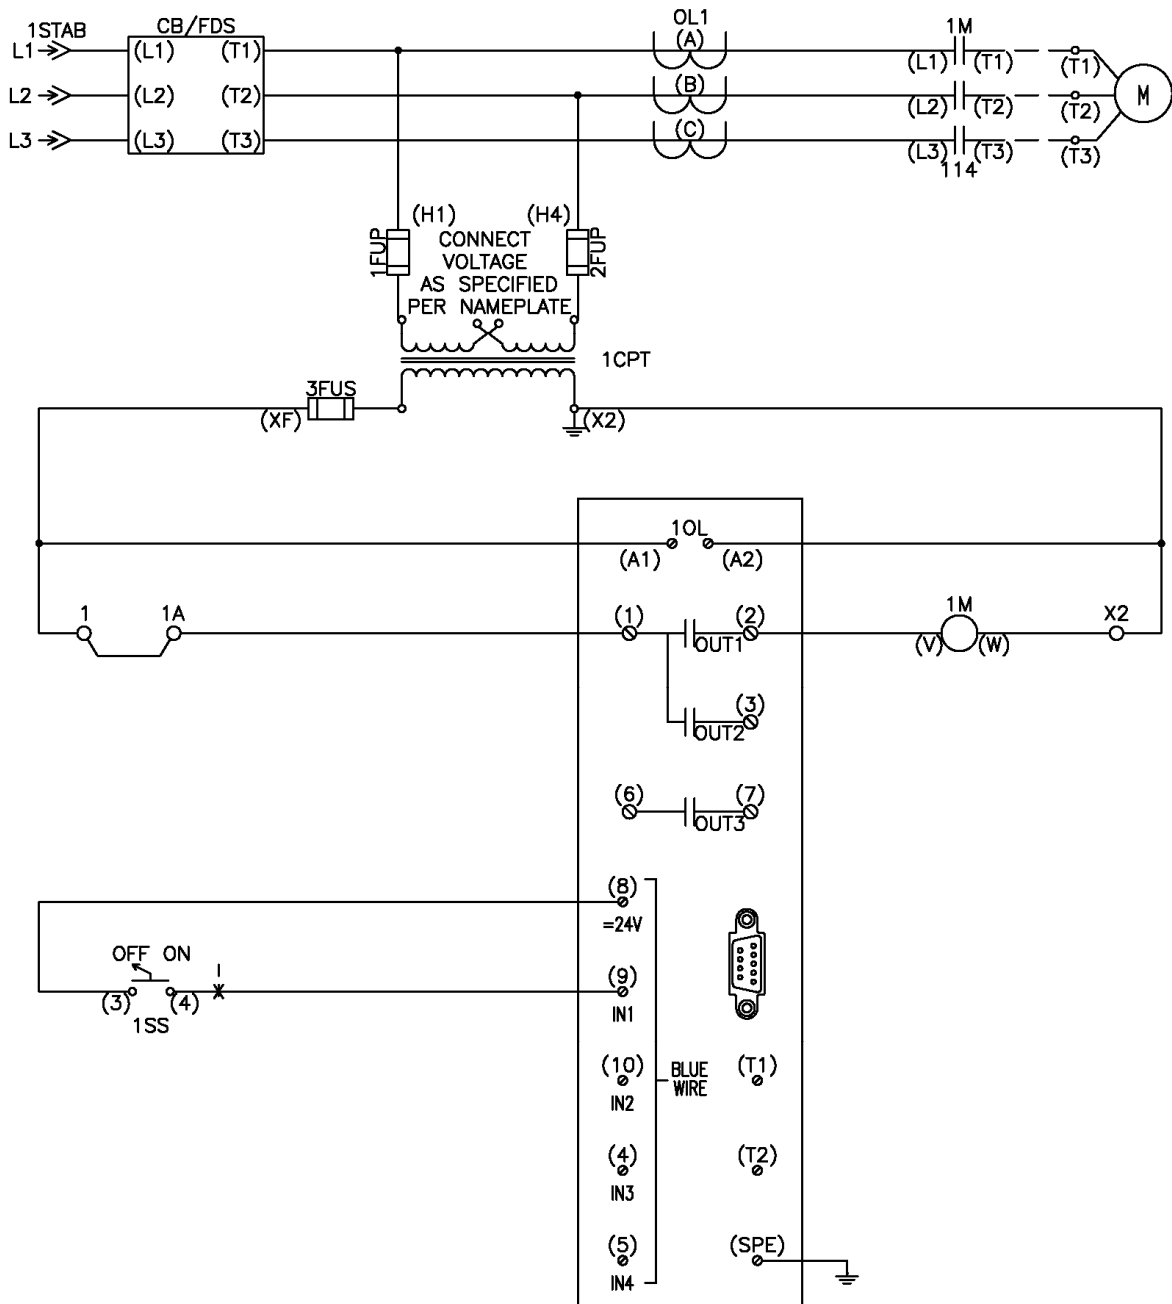 1STAB
CB/FDS
OL1
1M
L1
(L1)
(T1)
(A)
(L1)
(T1)
(T1)
L2
(L2)
(T2)
(B)
(L2)
(T2)
(T2)
M
L3
(L3)
(T3)
(C)
(L3)
(T3)
(T3)
114
(H1)
(H4)
1FUP
2FUP
CONNECT
VOLTAGE
AS SPECIFIED
PER NAMEPLATE
1CPT
3FUS
(XF)
(X2)
1OL
(A1)
(A2)
1
1A
(1)
(2)
OUT1
1M
(V)
(W)
X2
(3)
OUT2
(6)
(7)
OUT3
(8)
=24V
OFF ON
(3)
(4)
1SS
I
(9)
IN1
(10)
IN2
BLUE
WIRE
(T1)
(4)
IN3
(T2)
(5)
IN4
(SPE)